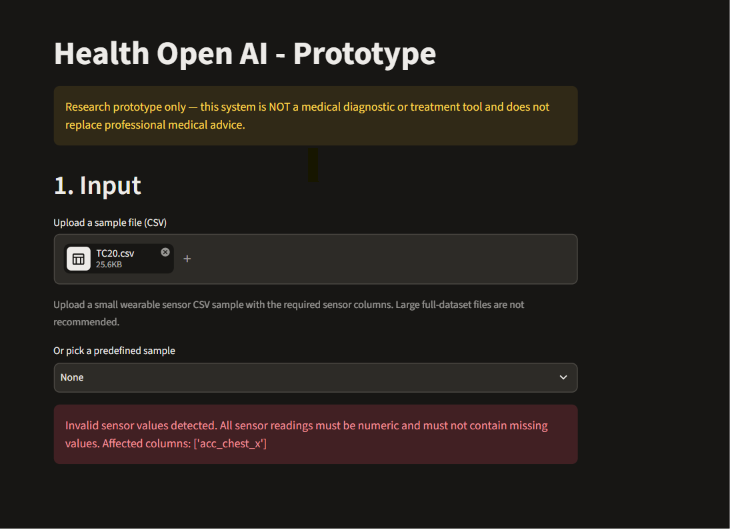 Health Open AI - Prototype
Research prototype only — this system is NOT a medical diagnostic or treatment tool and does not
replace professional medical advice.
1. Input
Upload a sample file (CSV)
TC20.csv
25.6KB
+
Upload a small wearable sensor CSV sample with the required sensor columns. Large full-dataset files are not
recommended.
Or pick a predefined sample
None
Invalid sensor values detected. All sensor readings must be numeric and must not contain missing
values. Affected columns: ['acc_chest_x']